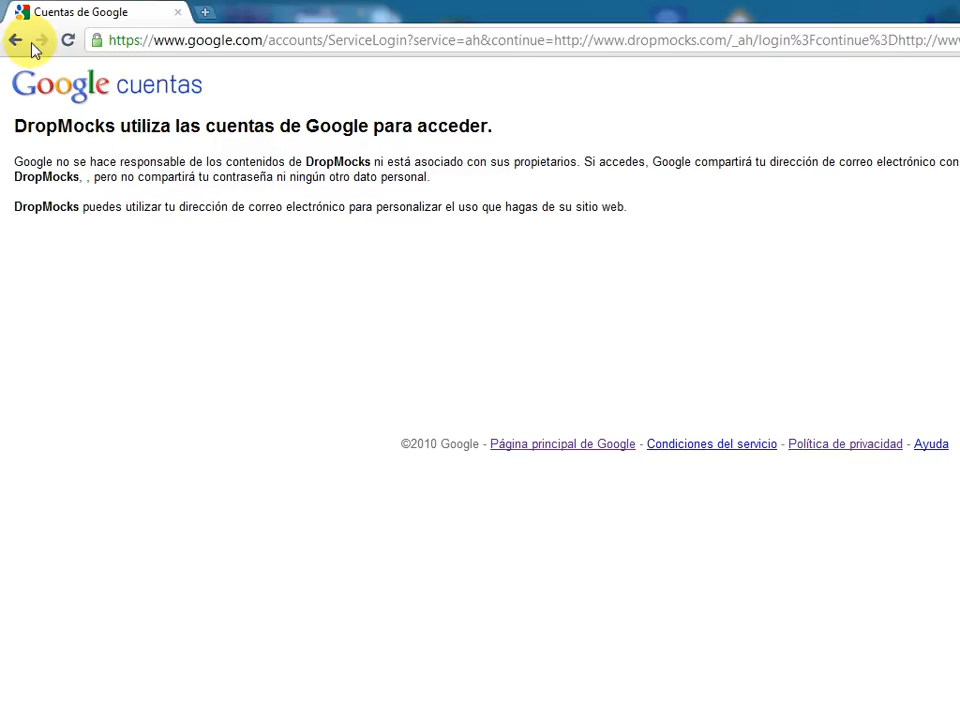 Cuentas de Google
https://www.google.com/accounts/ServiceLogin?service=ah&continue=http://www.dropmocks.com/_ah/login%3Fcontinue%3Dhttp://ww
Google cuentas
DropMocks utiliza las cuentas de Google para acceder.
Google no se hace responsable de los contenidos de DropMocks ni está asociado con sus propietarios. Si accedes, Google compartirá tu dirección de correo electrónico con
DropMocks, , pero no compartirá tu contraseña ni ningún otro dato personal.
DropMocks puedes utilizar tu dirección de correo electrónico para personalizar el uso que hagas de su sitio web.
©2010 Google - Página principal de Google - Condiciones del servicio - Política de privacidad - Ayuda